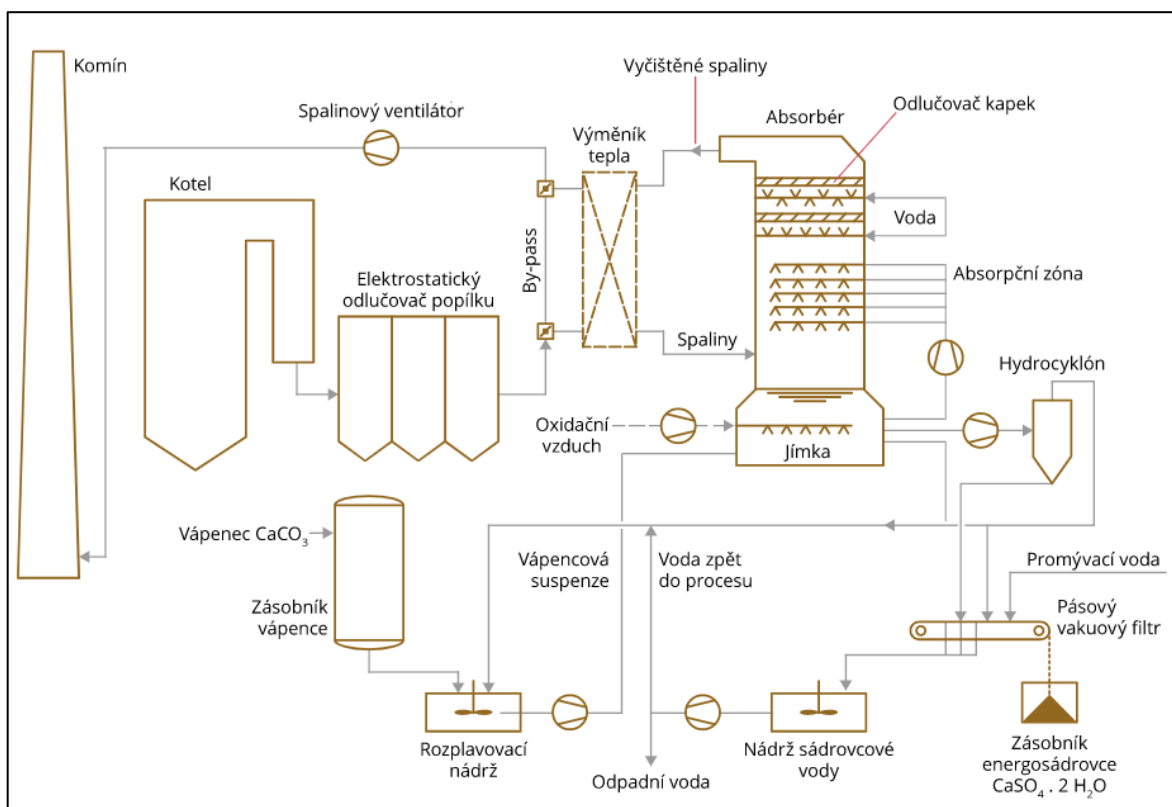 Komín
Vyčištěné spaliny
Odlučovač kapek
Spalinový ventilátor
Absorbér
Výměník
tepla
Kotel
Voda
By-pass
Elektrostatický
odlučovač popílku
Absorpční zóna
Spaliny
Hydrocyklón
Oxidační
vzduch
Jímka
Vápenec CaCO₃
Vápencová
suspenze
Voda zpět
do procesu
Promývací voda
Zásobník
vápence
Pásový
vakuový filtr
Rozplavovací
nádrž
Odpadní voda
Nádrž sádrovcové
vody
Zásobník
energosádrovce
CaSO₄ . 2 H₂O